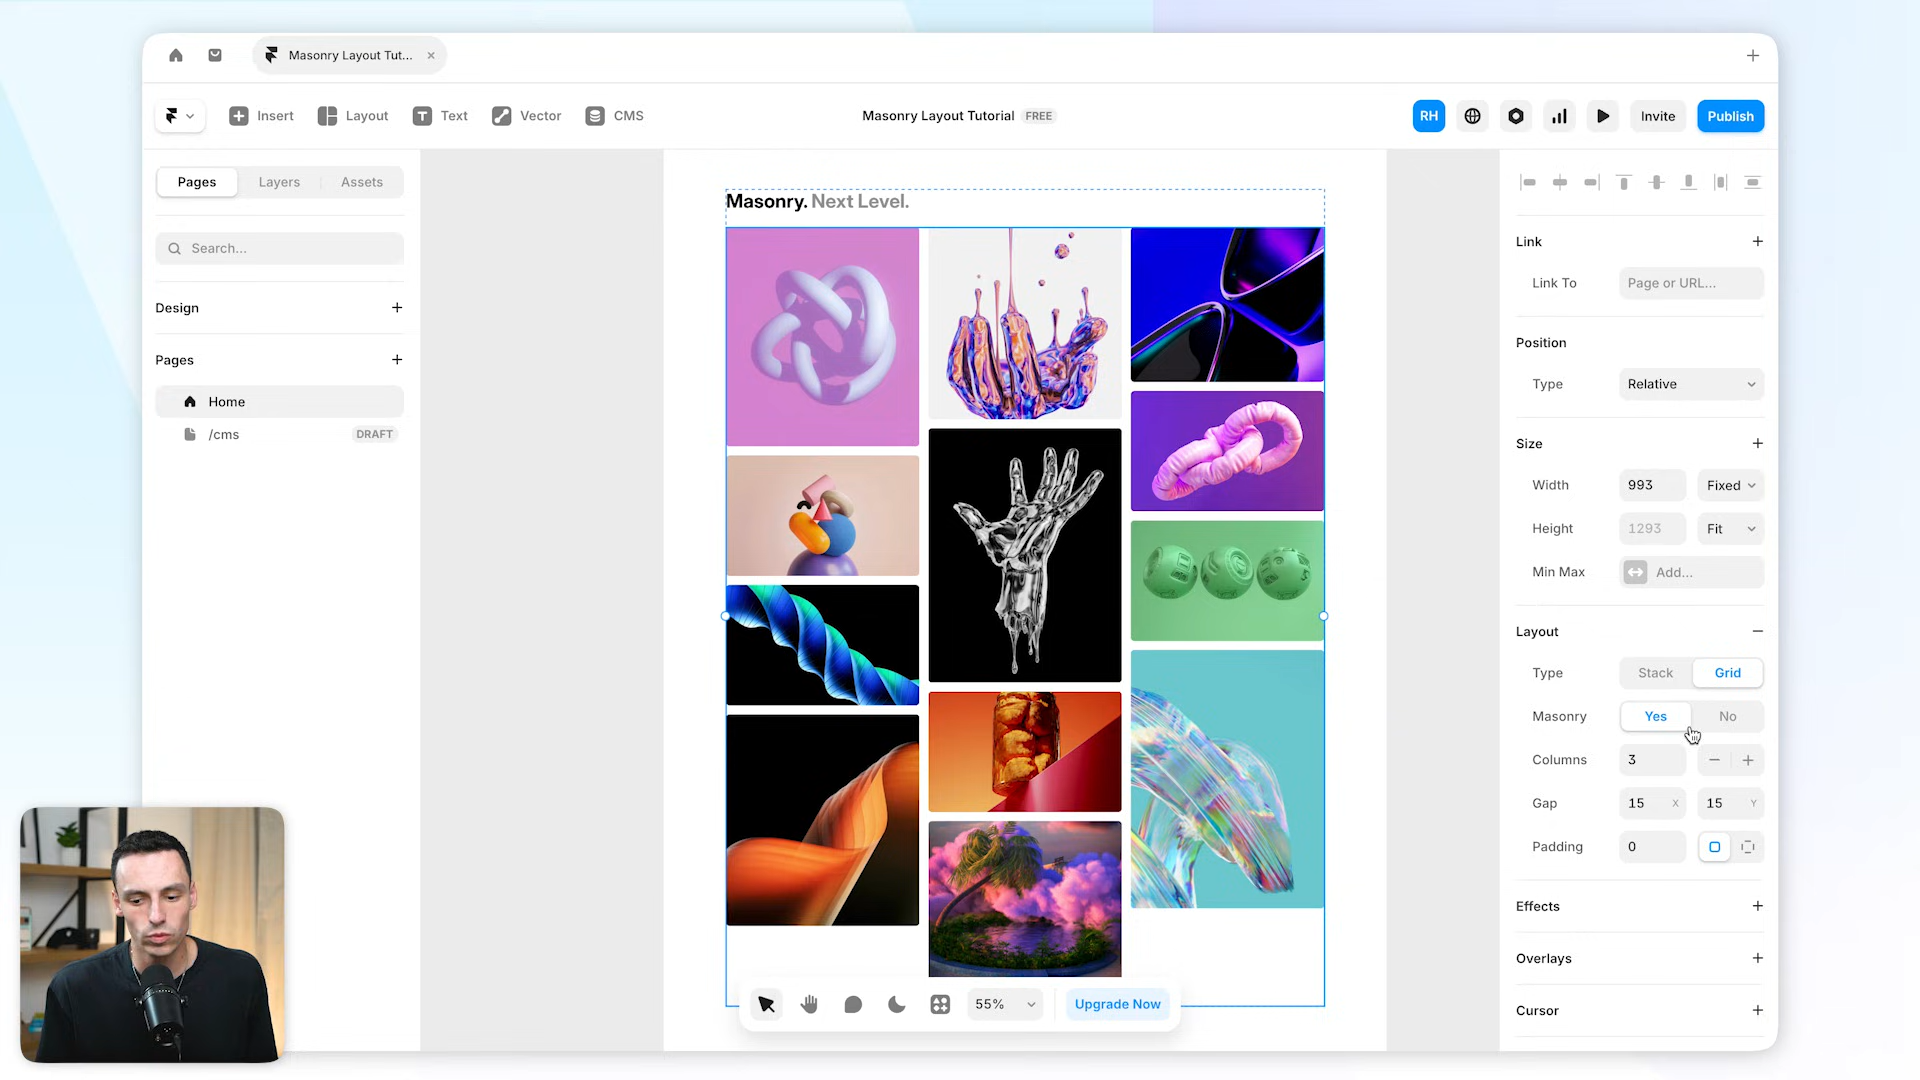 Masonry Layout Tut...
Insert
Layout
Text
Vector
CMS
Masonry Layout Tutorial FREE
RH
Invite
Publish
Pages
Layers
Assets
Search...
Design
Pages
Home
/cms
DRAFT
Masonry. Next Level.
55%
Upgrade Now
Link
Link To
Page or URL...
Position
Type
Relative
Size
Width
993
Fixed
Height
1293
Fit
Min Max
Add...
Layout
Type
Stack
Grid
Masonry
Yes
No
Columns
3
Gap
15 X
15 Y
Padding
0
Effects
Overlays
Cursor